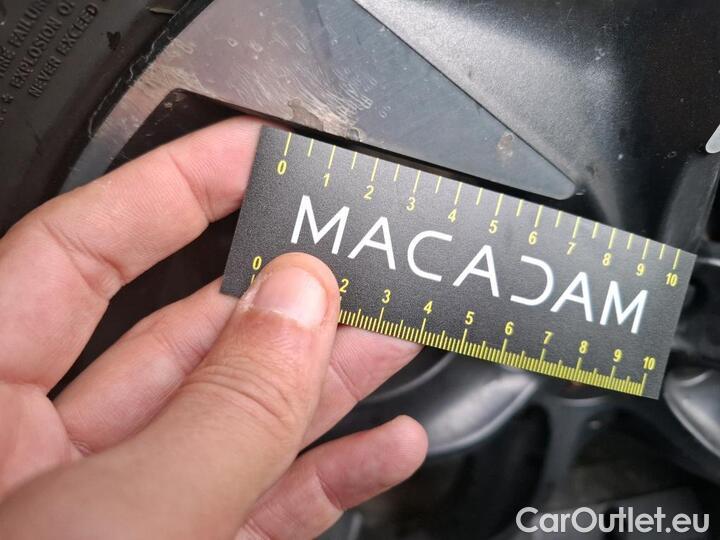 TIRE FAILURE
* EXPLOSION OF
NEVER EXCEED
0 1 2 3 4 5 6 7 8 9 10
MACADAM
0 2 3 4 5 6 7 8 9 10
CarOutlet.eu